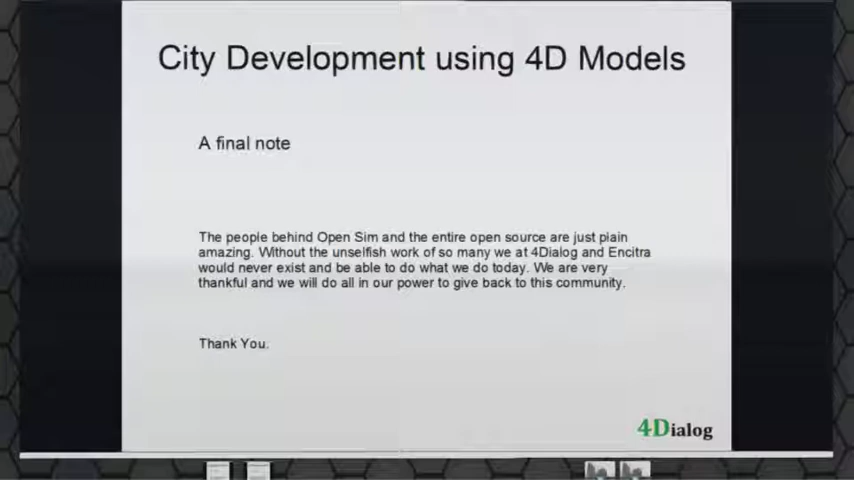 City Development using 4D Models
A final note
The people behind Open Sim and the entire open source are just plain
amazing. Without the unselfish work of so many we at 4Dialog and Encitra
would never exist and be able to do what we do today. We are very
thankful and we will do all in our power to give back to this community.
Thank You.
4Dialog